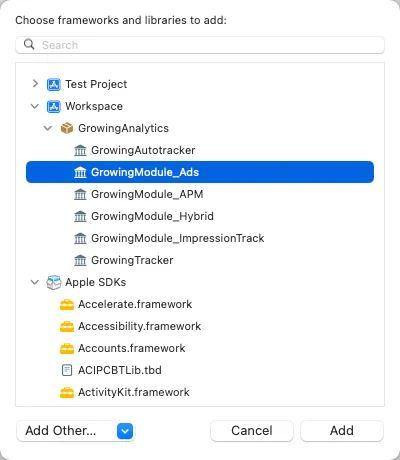 Choose frameworks and libraries to add:
Search
Test Project
Workspace
GrowingAnalytics
GrowingAutotracker
GrowingModule_Ads
GrowingModule_APM
GrowingModule_Hybrid
GrowingModule_ImpressionTrack
GrowingTracker
Apple SDKs
Accelerate.framework
Accessibility.framework
Accounts.framework
ACIPCBTLib.tbd
ActivityKit.framework
Add Other... Cancel Add